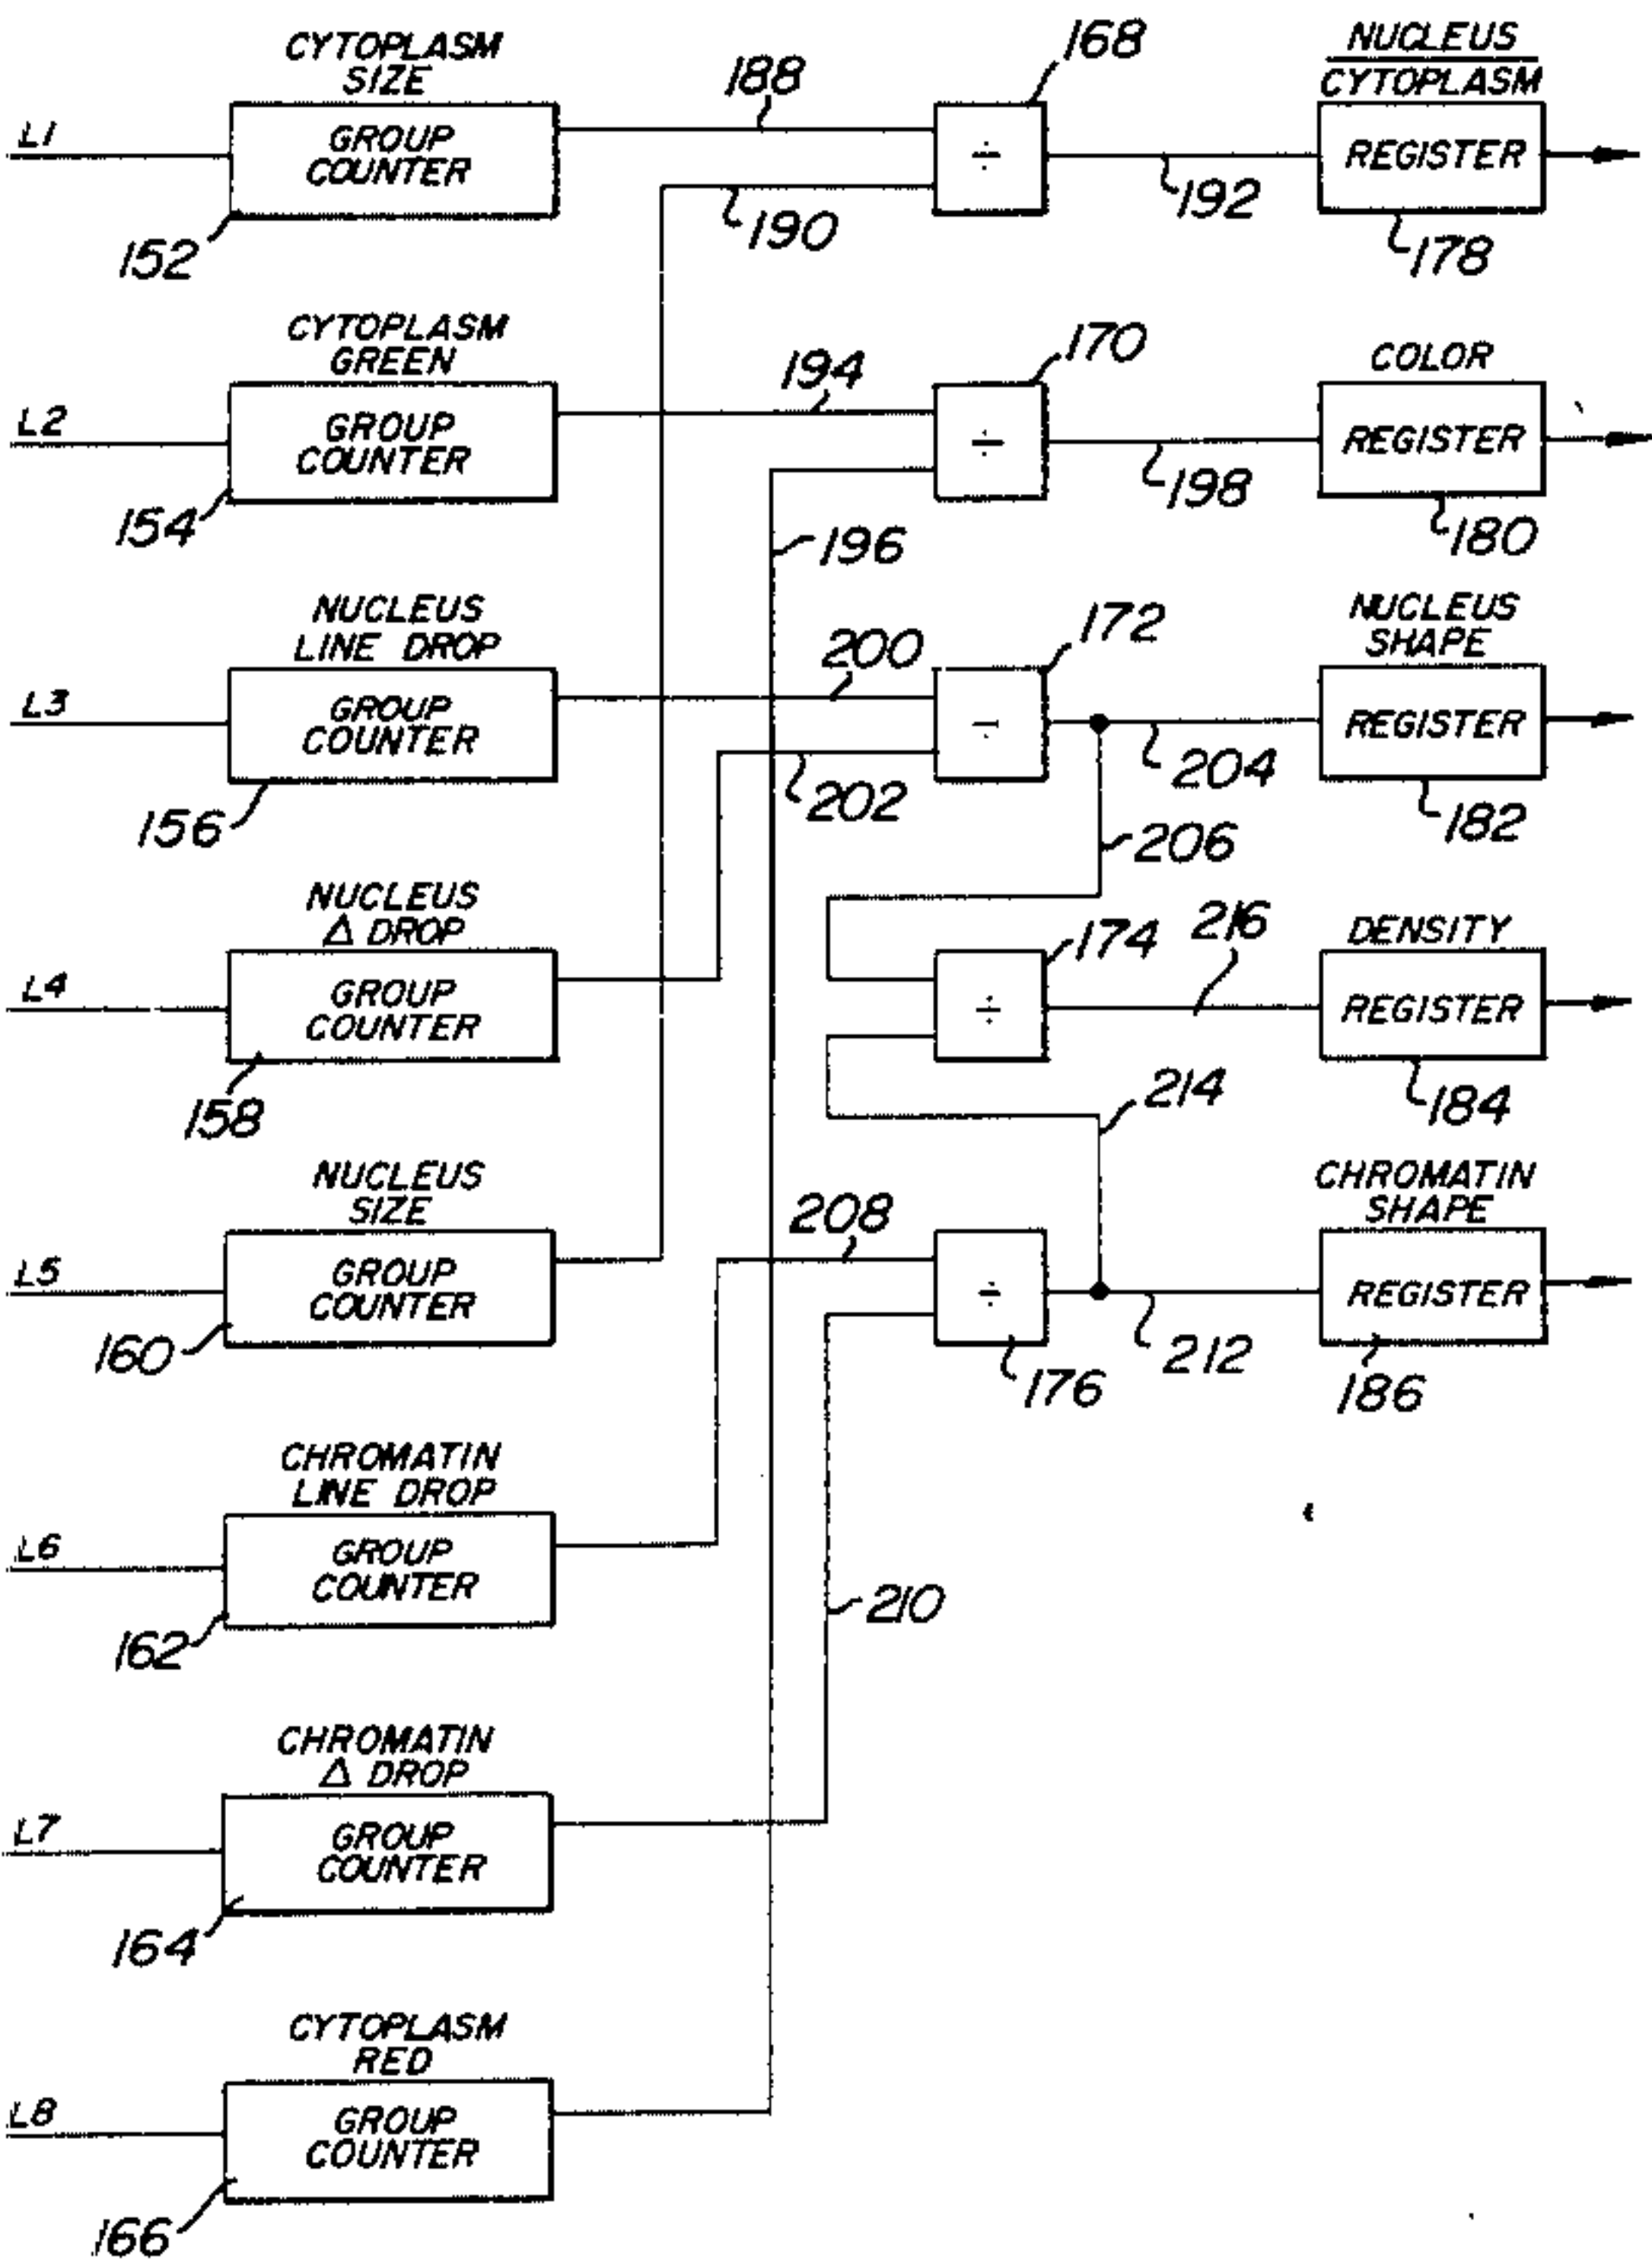 CYTOPLASM
SIZE
188
168
NUCLEUS
CYTOPLASM
L1
GROUP
COUNTER
÷
REGISTER
152
190
192
178
CYTOPLASM
GREEN
194
170
COLOR
L2
GROUP
COUNTER
÷
REGISTER
154
196
198
180
NUCLEUS
LINE DROP
200
172
NUCLEUS
SHAPE
L3
GROUP
COUNTER
-
REGISTER
156
202
204
182
206
NUCLEUS
Δ DROP
174
216
DENSITY
L4
GROUP
COUNTER
÷
REGISTER
158
214
184
NUCLEUS
SIZE
208
CHROMATIN
SHAPE
L5
GROUP
COUNTER
÷
REGISTER
160
176
212
186
CHROMATIN
LINE DROP
L6
GROUP
COUNTER
162
210
CHROMATIN
Δ DROP
L7
GROUP
COUNTER
164
CYTOPLASM
RED
L8
GROUP
COUNTER
166